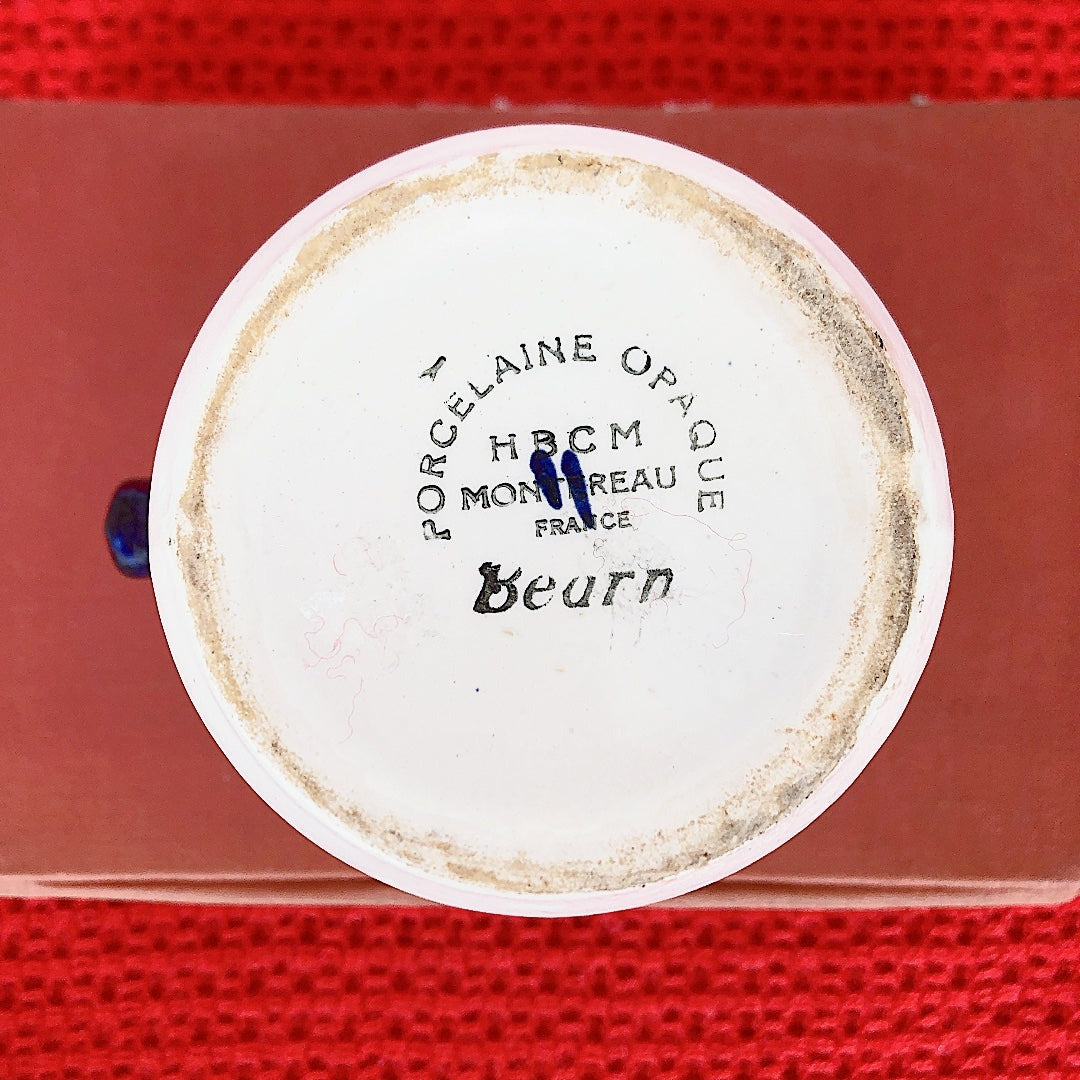 PORCELAINE OPAQUE
HBCM
MONTEREAU
FRANCE
Bearn